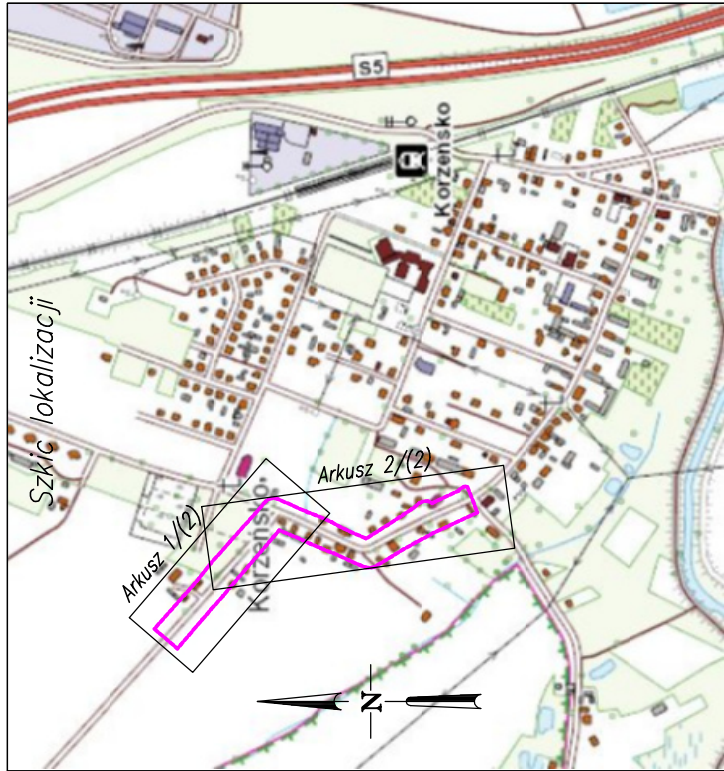 S5
Korzeńsko
Szkic lokalizacji
Arkusz 2/(2)
Arkusz 1/(2)
Korzeńsko
N